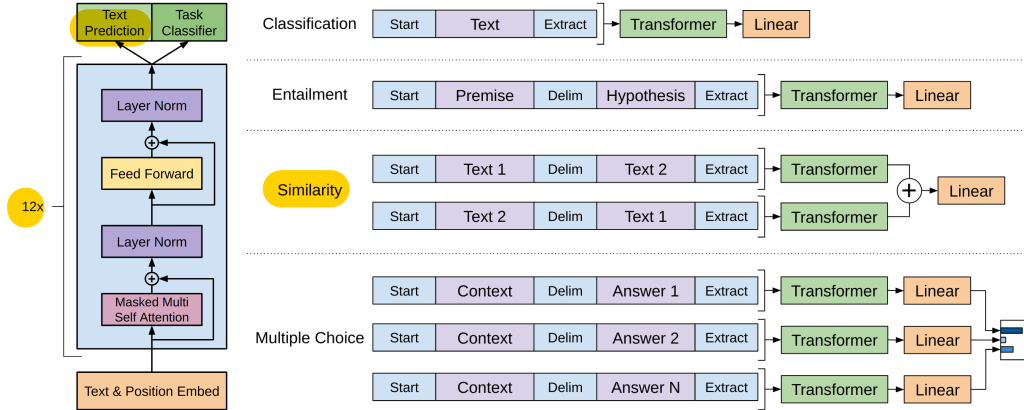 Text
Prediction
Task
Classifier
Layer Norm
+
Feed Forward
12x
Layer Norm
+
Masked Multi
Self Attention
Text & Position Embed
Classification Start Text Extract Transformer Linear
Entailment Start Premise Delim Hypothesis Extract Transformer Linear
Similarity
Start Text 1 Delim Text 2 Extract Transformer
+ Linear
Start Text 2 Delim Text 1 Extract Transformer
Multiple Choice
Start Context Delim Answer 1 Extract Transformer Linear
Start Context Delim Answer 2 Extract Transformer Linear
Start Context Delim Answer N Extract Transformer Linear